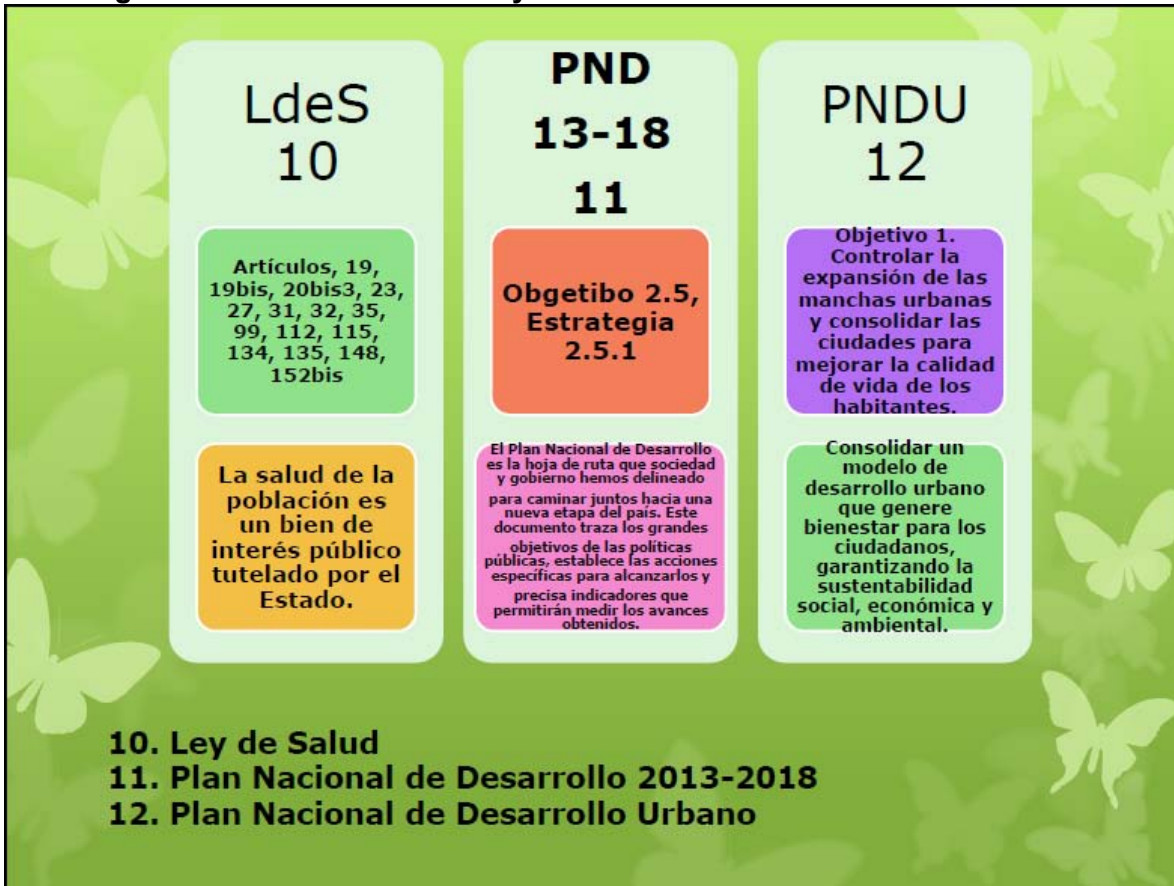 LdeS
10
Artículos, 19,
19bis, 20bis3, 23,
27, 31, 32, 35,
99, 112, 115,
134, 135, 148,
152bis
La salud de la
población es
un bien de
interés público
tutelado por el
Estado.
PND
13-18
11
Obgetibo 2.5,
Estrategia
2.5.1
El Plan Nacional de Desarrollo
es la hoja de ruta que sociedad
y gobierno hemos delineado
para caminar juntos hacia una
nueva etapa del país. Este
documento traza los grandes
objetivos de las políticas
públicas, establece las acciones
específicas para alcanzarlos y
precisa indicadores que
permitirán medir los avances
obtenidos.
PNDU
12
Objetivo 1.
Controlar la
expansión de las
manchas urbanas
y consolidar las
ciudades para
mejorar la calidad
de vida de los
habitantes.
Consolidar un
modelo de
desarrollo urbano
que genere
bienestar para los
ciudadanos,
garantizando la
sustentabilidad
social, económica y
ambiental.
10. Ley de Salud
11. Plan Nacional de Desarrollo 2013-2018
12. Plan Nacional de Desarrollo Urbano